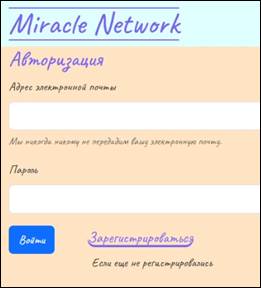 Miracle Network
Авторизация
Адрес электронной почты
Мы никогда никому не передадим вашу электронную почту.
Пароль
Войти
Зарегистрироваться
Если еще не регистрировались